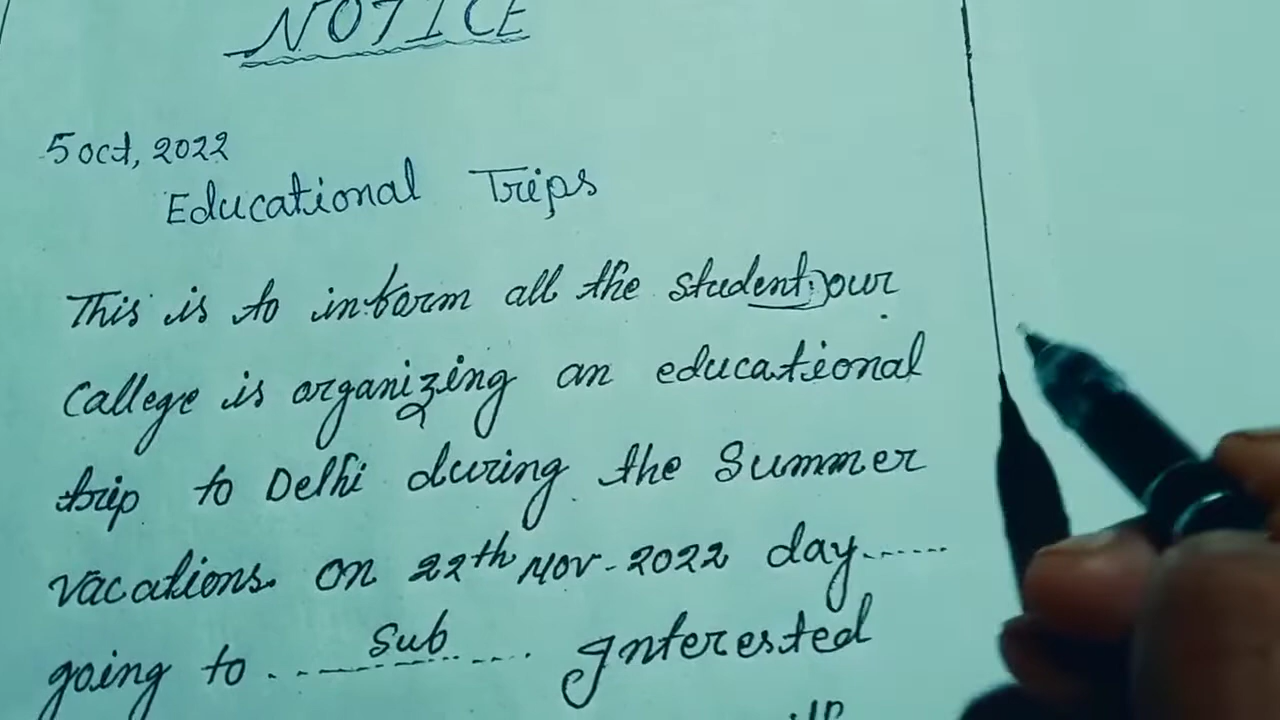 NOTICE
5 oct, 2022
Educational Trips
This is to inform all the student, our
College is organizing an educational
trip to Delhi during the Summer
Vacations. On 22th Nov-2022 day.......
going to .... sub ..... Interested